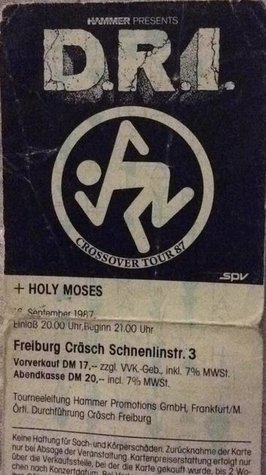 HAMMER PRESENTS
D.R.I.
CROSSOVER TOUR 87
SPV
+ HOLY MOSES
September 1987
Einlaß 20.00 Uhr, Beginn 21.00 Uhr
Freiburg Cräsch Schnenlinstr. 3
Vorverkauf DM 17,– zzgl. VVK.-Geb., inkl. 7% MWSt.
Abendkasse DM 20,– incl. 7% MWSt.
Tourneeleitung Hamer Promotions GmbH, Frankfurt/M.
Örtl. Durchführung Cräsch Freiburg
Keine Haftung für Sach- und Körperschäden. Zurücknahme der Karte
nur bei Absage der Veranstaltung. Kartenpreiserstattung erfolgt nur
über die Verkaufsstelle, bei der die Karte gekauft wurde, bis 2 Wo-
chen nach Konzertdatum.